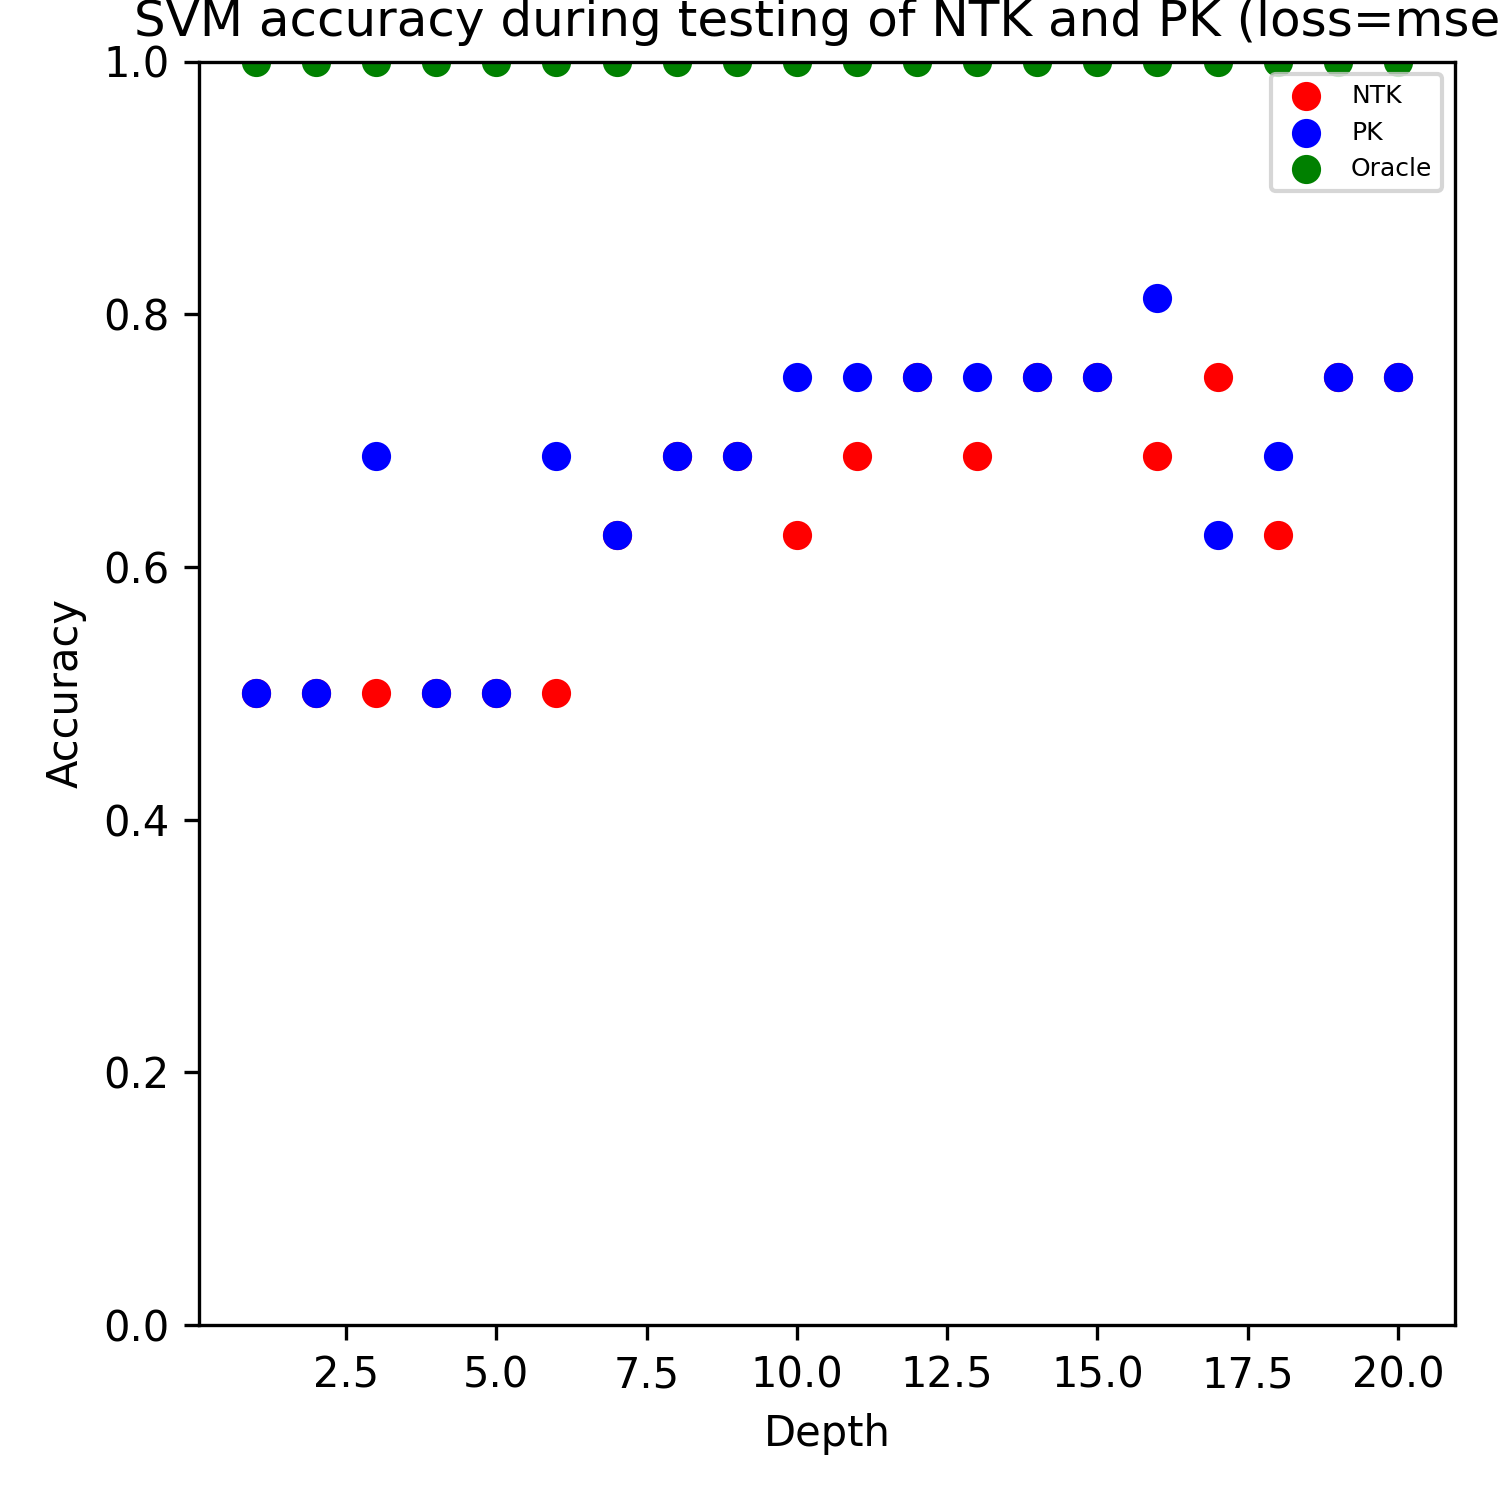 SVM accuracy during testing of NTK and PK (loss=mse
1.0
NTK
PK
Oracle
0.8
0.6
Accuracy
0.4
0.2
0.0
2.5 5.0 7.5 10.0 12.5 15.0 17.5 20.0
Depth